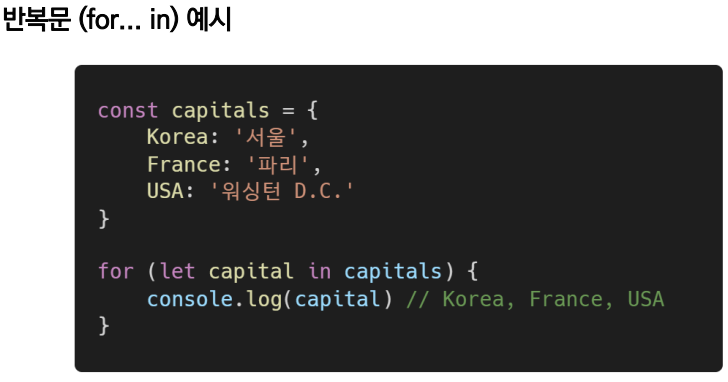 반복문 (for... in) 예시
const capitals = {
    Korea: '서울',
    France: '파리',
    USA: '워싱턴 D.C.'
}
for (let capital in capitals) {
    console.log(capital) // Korea, France, USA
}